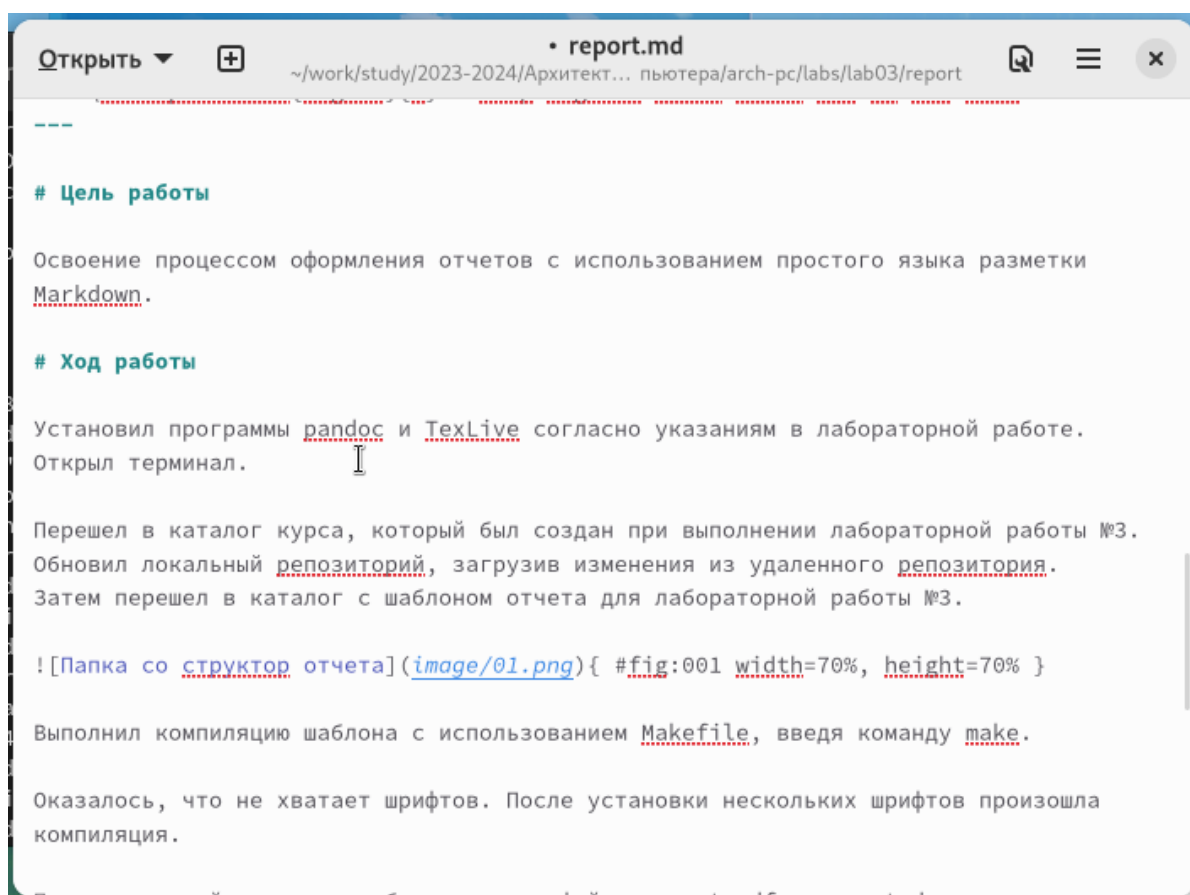 Открыть
• report.md
~/work/study/2023-2024/Архитект… пьютера/arch-pc/labs/lab03/report
---
# Цель работы
Освоение процессом оформления отчетов с использованием простого языка разметки
Markdown.
# Ход работы
Установил программы pandoc и TexLive согласно указаниям в лабораторной работе.
Открыл терминал.
Перешел в каталог курса, который был создан при выполнении лабораторной работы №3.
Обновил локальный репозиторий, загрузив изменения из удаленного репозитория.
Затем перешел в каталог с шаблоном отчета для лабораторной работы №3.
![Папка со структор отчета](image/01.png){ #fig:001 width=70%, height=70% }
Выполнил компиляцию шаблона с использованием Makefile, введя команду make.
Оказалось, что не хватает шрифтов. После установки нескольких шрифтов произошла
компиляция.